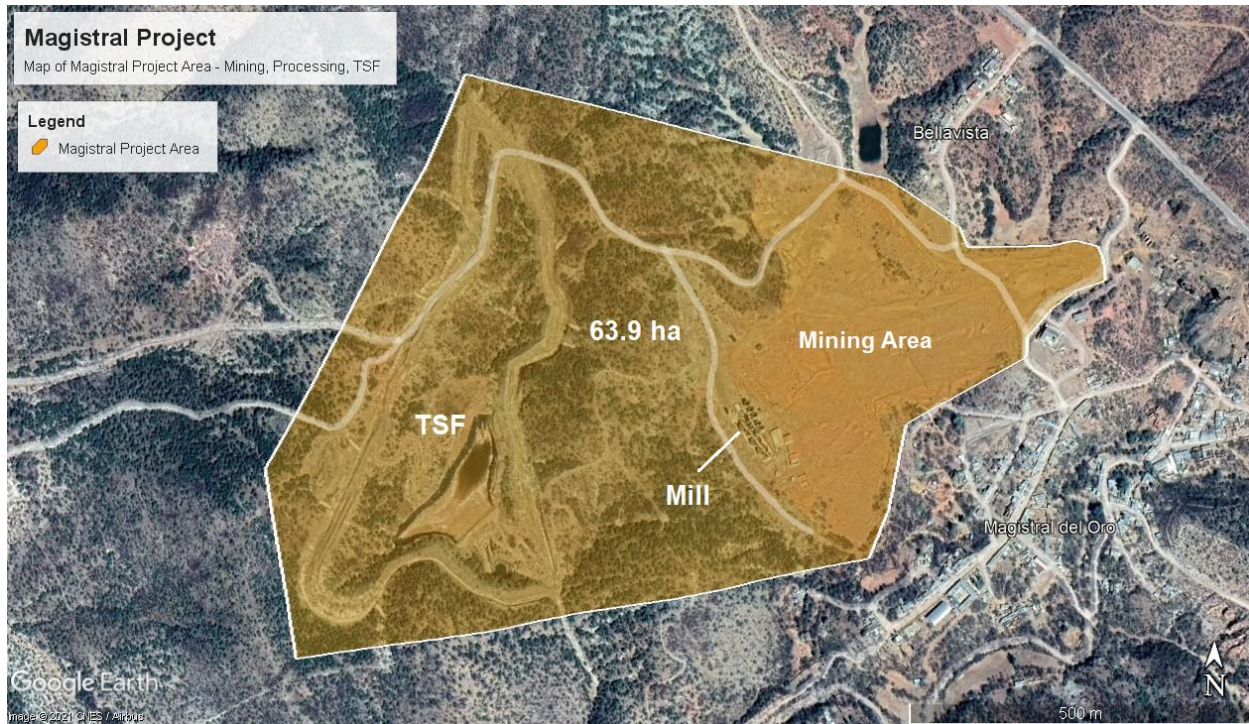 Magistral Project
Map of Magistral Project Area - Mining, Processing, TSF
Legend
Magistral Project Area
Bellavista
63.9 ha
Mining Area
TSF
Mill
Magistral del Oro
Google Earth
Image © 2021 CNES / Airbus
N
500 m